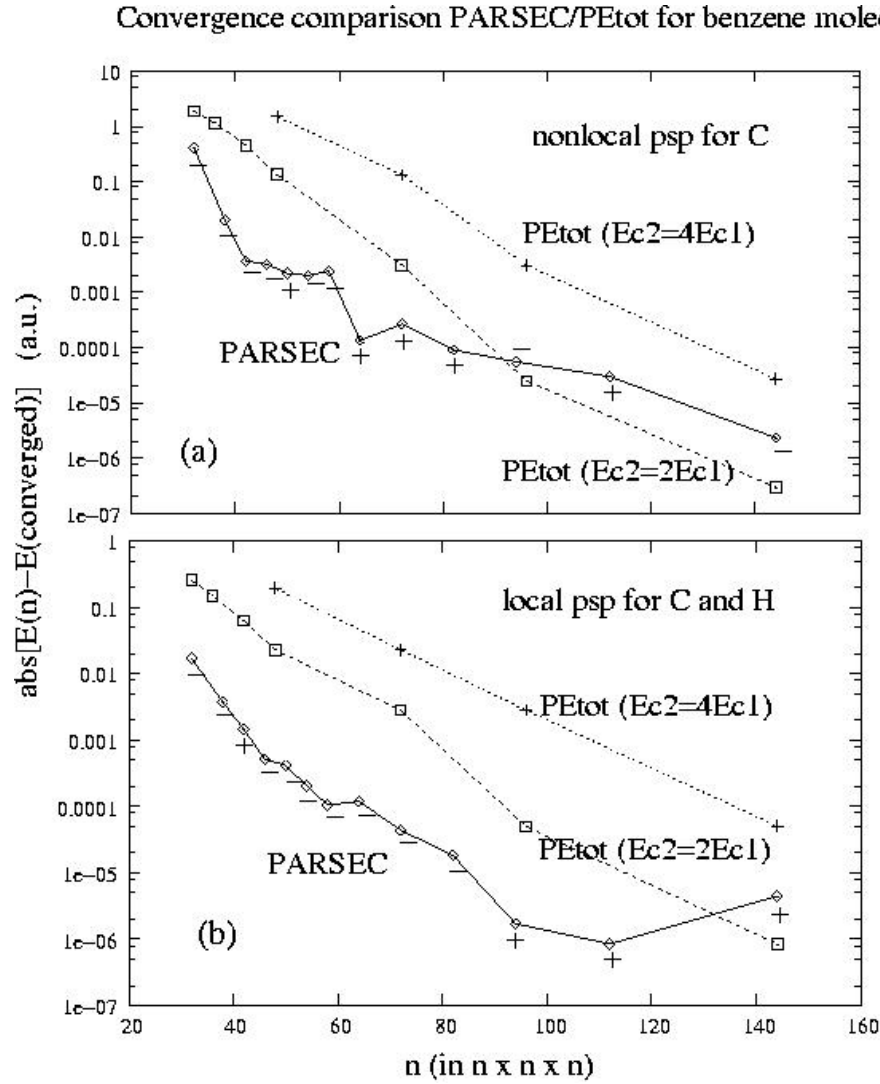 Convergence comparison PARSEC/PEtot for benzene molec
10
1
0.1
0.01
0.001
0.0001
1e−05
1e−06
1e−07
nonlocal psp for C
PEtot (Ec2=4Ec1)
PARSEC
PEtot (Ec2=2Ec1)
(a)
abs[E(n)−E(converged)] (a.u.)
1
0.1
0.01
0.001
0.0001
1e−05
1e−06
1e−07
local psp for C and H
PEtot (Ec2=4Ec1)
PEtot (Ec2=2Ec1)
PARSEC
(b)
20 40 60 80 100 120 140 160
n (in n x n x n)